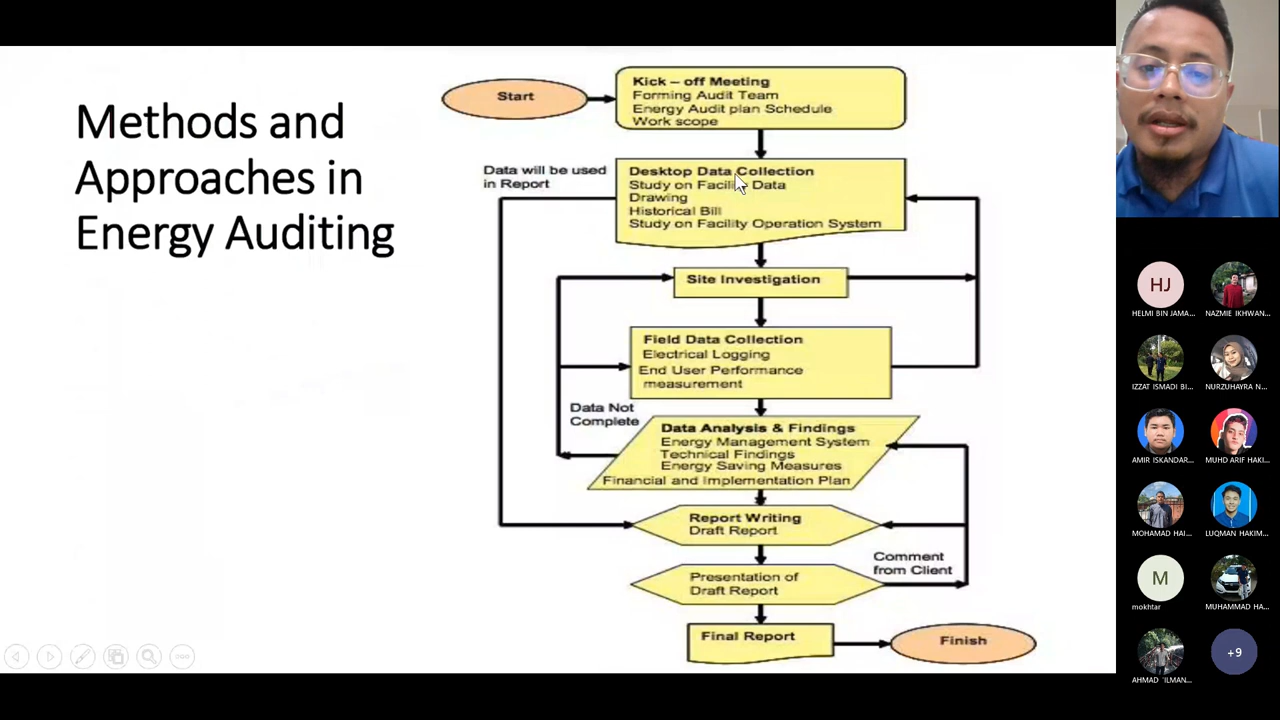 Methods and
Approaches in
Energy Auditing
Start
Kick – off Meeting
Forming Audit Team
Energy Audit plan Schedule
Work scope
Data will be used
in Report
Desktop Data Collection
Study on Facility Data
Drawing
Historical Bill
Study on Facility Operation System
Site Investigation
Field Data Collection
Electrical Logging
End User Performance
measurement
Data Not
Complete
Data Analysis & Findings
Energy Management System
Technical Findings
Energy Saving Measures
Financial and Implementation Plan
Report Writing
Draft Report
Comment
from Client
Presentation of
Draft Report
Final Report
Finish
HJ
HELMI BIN JAMA...
NAZMIE IKHWAN...
IZZAT ISMADI BI...
NURZUHAYRA N...
AMIR ISKANDAR...
MUHD ARIF HAKI...
MOHAMAD HAI...
LUQMAN HAKIM...
M
mokhtar
MUHAMMAD HA...
AHMAD 'ILMAN...
+9